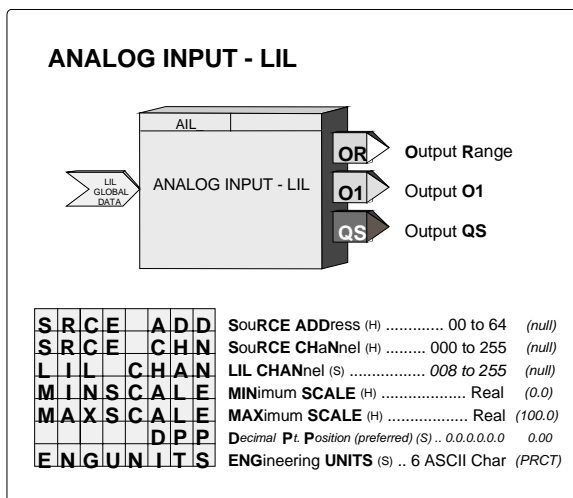 ANALOG INPUT - LIL
AIL
LIL
GLOBAL
DATA
ANALOG INPUT - LIL
OR Output Range
O1 Output O1
QS Output QS
SRCE ADD SouRCE ADDress (H) ............. 00 to 64 (null)
SRCE CHN SouRCE CHaNnel (H) ........... 000 to 255 (null)
LIL CHAN LIL CHANnel (S) ................ 008 to 255 (null)
MINSCALE MINimum SCALE (H) ..................... Real (0.0)
MAXSCALE MAXimum SCALE (H) .................... Real (100.0)
DPP Decimal Pt. Position (preferred) (S) .. 0.0.0.0.0.0 0.00
ENGUNITS ENGineering UNITS (S) .. 6 ASCII Char (PRCT)